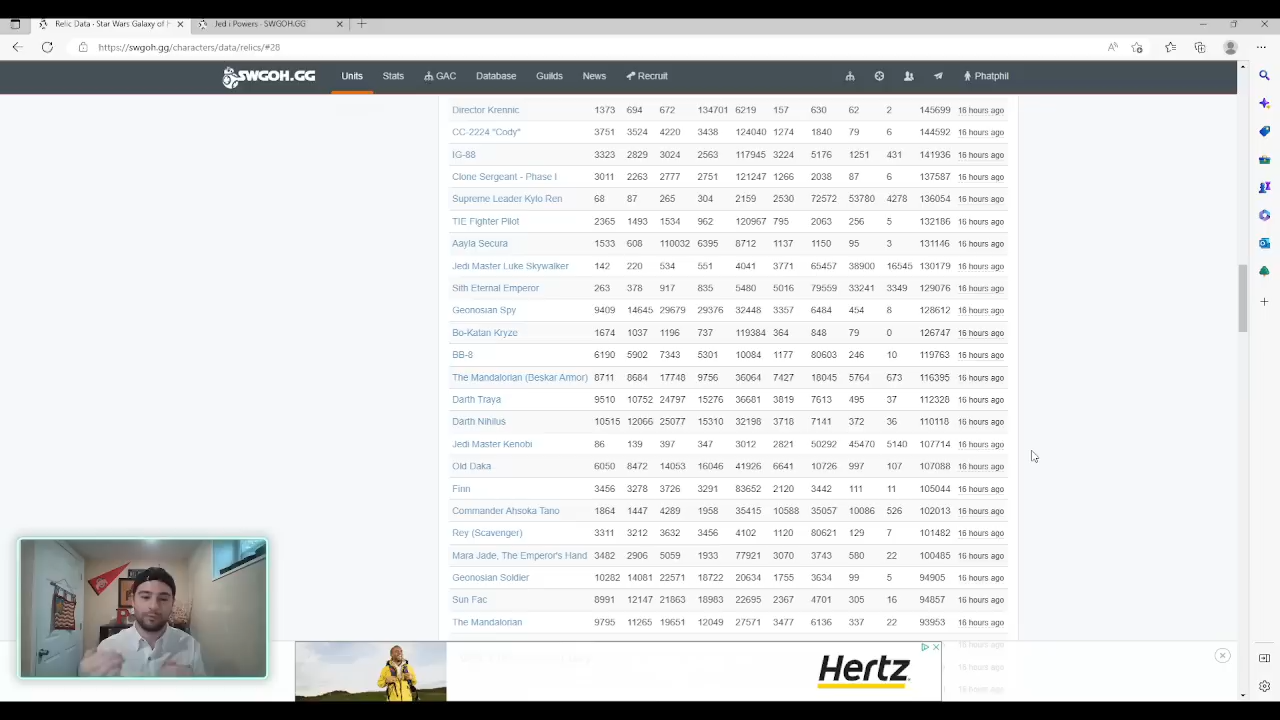 Relic Data - Star Wars Galaxy of H
Jedi Powers - SWGOH.GG
https://swgoh.gg/characters/data/relics/#28
SWGOH.GG Units Stats GAC Database Guilds News Recruit Phatphil
Director Krennic 1373 694 672 134701 6219 157 630 62 2 145699 16 hours ago
CC-2224 "Cody" 3751 3524 4220 3438 124040 1274 1840 79 6 144592 16 hours ago
IG-88 3323 2829 3024 2563 117945 3224 5176 1251 431 141936 16 hours ago
Clone Sergeant - Phase I 3011 2263 2777 2751 121247 1266 2038 87 6 137587 16 hours ago
Supreme Leader Kylo Ren 68 87 265 304 2159 2530 72572 53780 4278 136054 16 hours ago
TIE Fighter Pilot 2365 1493 1534 962 120967 795 2063 256 5 132186 16 hours ago
Aayla Secura 1533 608 110032 6395 8712 1137 1150 95 3 131146 16 hours ago
Jedi Master Luke Skywalker 142 220 534 551 4041 3771 65457 38900 16545 130179 16 hours ago
Sith Eternal Emperor 263 378 917 835 5480 5016 79559 33241 3349 129076 16 hours ago
Geonosian Spy 9409 14645 29679 29376 32448 3357 6484 454 8 128612 16 hours ago
Bo-Katan Kryze 1674 1037 1196 737 119384 364 848 79 0 126747 16 hours ago
BB-8 6190 5902 7343 5301 10084 1177 80603 246 10 119763 16 hours ago
The Mandalorian (Beskar Armor) 8711 8684 17748 9756 36064 7427 18045 5764 673 116395 16 hours ago
Darth Traya 9510 10752 24797 15276 36681 3819 7613 495 37 112328 16 hours ago
Darth Nihilus 10515 12066 25077 15310 32198 3718 7141 372 36 110118 16 hours ago
Jedi Master Kenobi 86 139 397 347 3012 2821 50292 45470 5140 107714 16 hours ago
Old Daka 6050 8472 14053 16046 41926 6641 10726 997 107 107088 16 hours ago
Finn 3456 3278 3726 3291 83652 2120 3442 111 11 105044 16 hours ago
Commander Ahsoka Tano 1864 1447 4289 1958 35415 10588 35057 10086 526 102013 16 hours ago
Rey (Scavenger) 3311 3212 3632 3456 4102 1120 80621 129 7 101482 16 hours ago
Mara Jade, The Emperor's Hand 3482 2906 5059 1933 77921 3070 3743 580 22 100485 16 hours ago
Geonosian Soldier 10282 14081 22571 18722 20634 1755 3634 99 5 94905 16 hours ago
Sun Fac 8991 12147 21863 18983 22695 2367 4701 305 16 94857 16 hours ago
The Mandalorian 9795 11265 19651 12049 27571 3477 6136 337 22 93953 16 hours ago
16 hours ago
16 hours ago
16 hours ago
Hertz